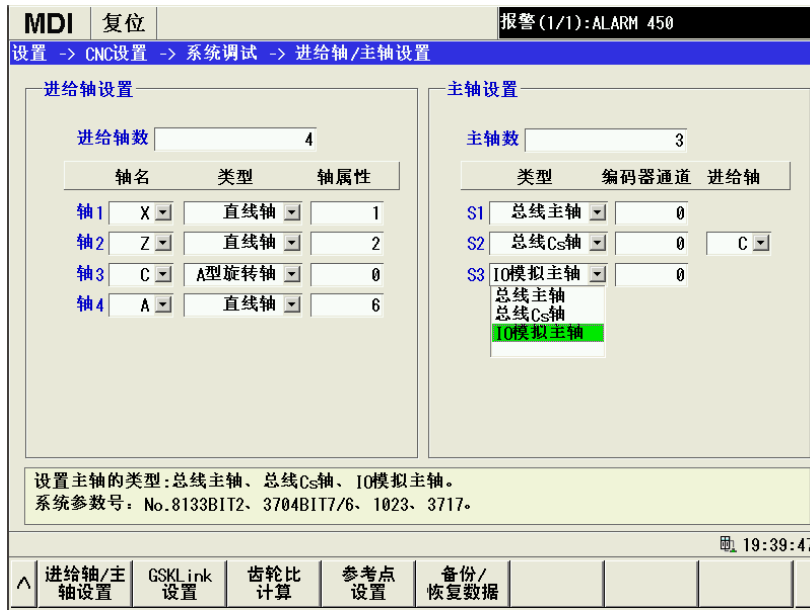 MDI 复位 报警(1/1):ALARM 450
设置 -> CNC设置 -> 系统调试 -> 进给轴/主轴设置
进给轴设置
进给轴数 4
轴名 类型 轴属性
轴1 X 直线轴 1
轴2 Z 直线轴 2
轴3 C A型旋转轴 0
轴4 A 直线轴 6
主轴设置
主轴数 3
类型 编码器通道 进给轴
S1 总线主轴 0
S2 总线Cs轴 0 C
S3 IO模拟主轴 0
总线主轴
总线Cs轴
IO模拟主轴
设置主轴的类型:总线主轴、总线Cs轴、IO模拟主轴。
系统参数号: No.8133BIT2、3704BIT7/6、1023、3717。
19:39:47
^ 进给轴/主轴设置 GSKLink设置 齿轮比计算 参考点设置 备份/恢复数据